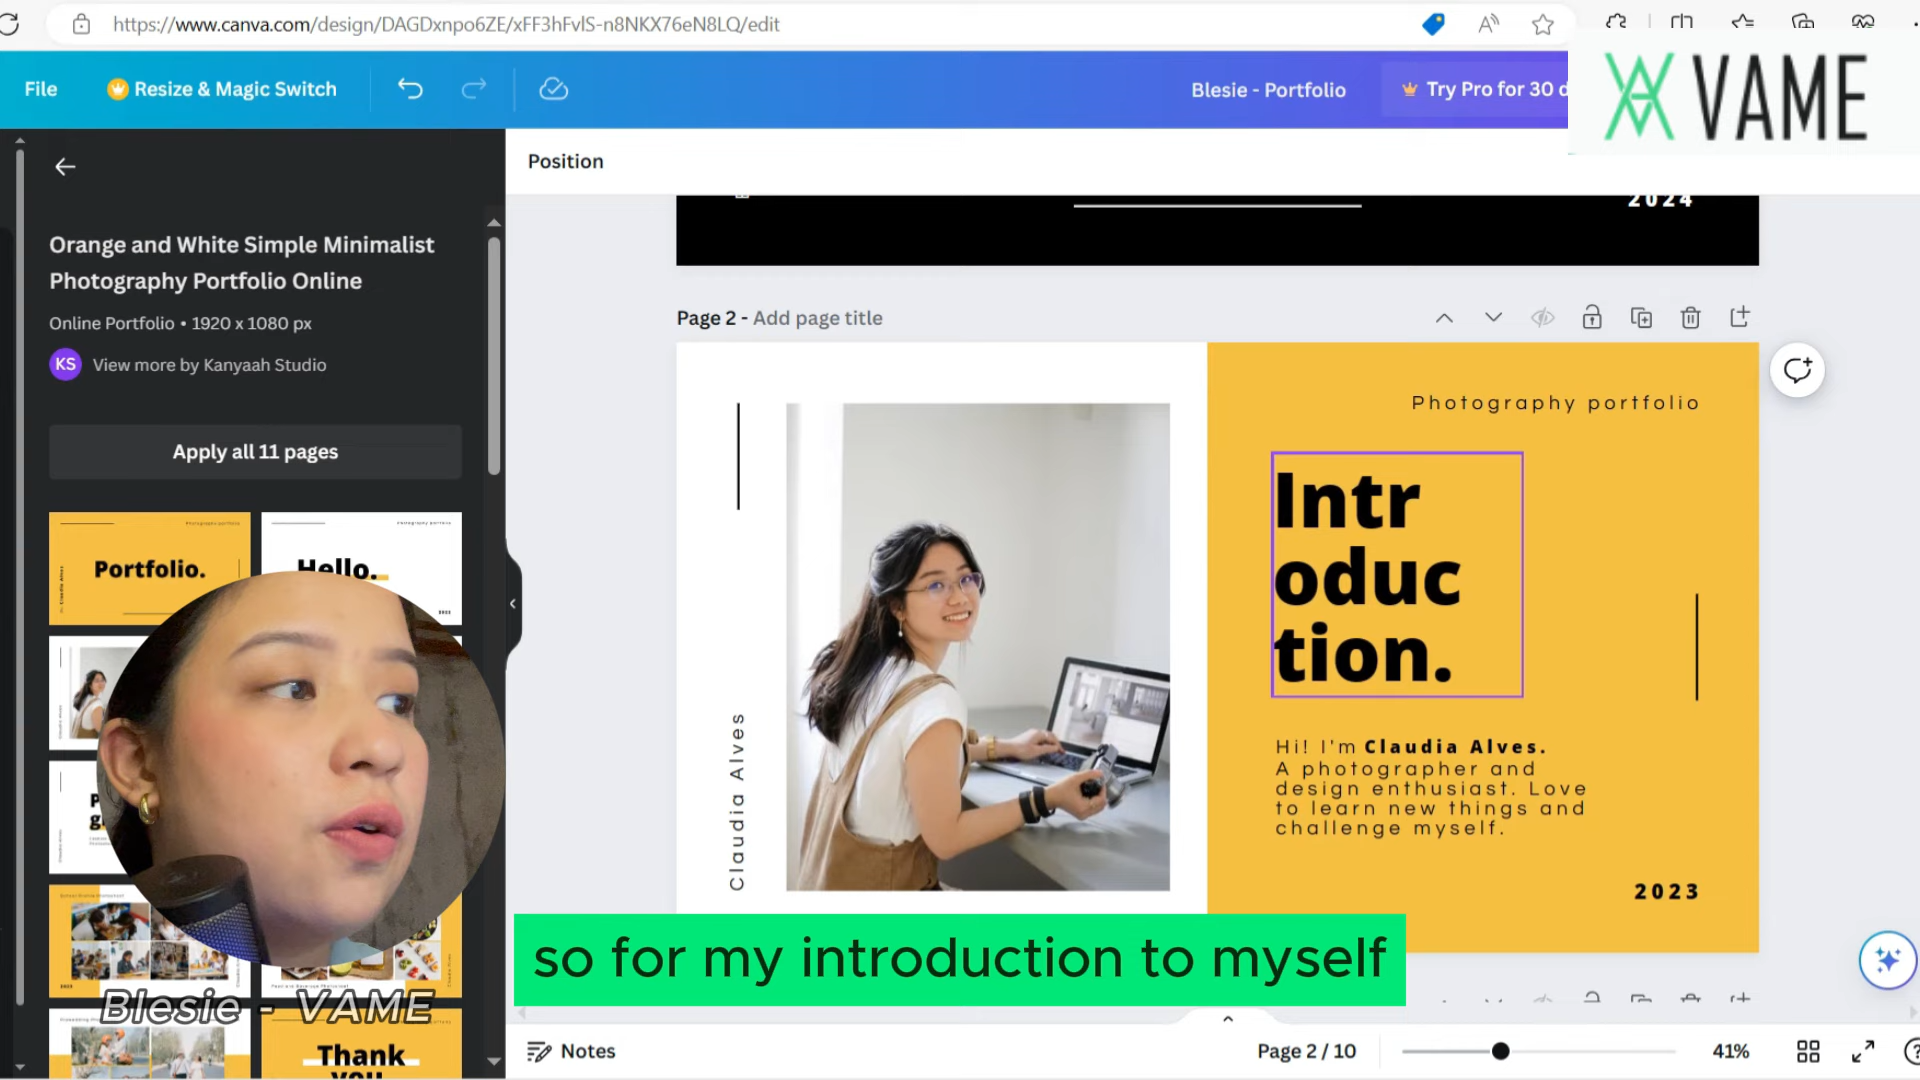 https://www.canva.com/design/DAGDxnpo6ZE/xFF3hFvlS-n8NKX76eN8LQ/edit
File
Resize & Magic Switch
Blesie - Portfolio
Try Pro for 30 d
VAME
Position
Orange and White Simple Minimalist
Photography Portfolio Online
Online Portfolio • 1920 x 1080 px
KS
View more by Kanyaah Studio
Apply all 11 pages
Portfolio.
Hello.
Thank
you
Blesie - VAME
2024
Page 2 - Add page title
Claudia Alves
Photography portfolio
Intr
oduc
tion.
Hi! I'm Claudia Alves.
A photographer and
design enthusiast. Love
to learn new things and
challenge myself.
2023
so for my introduction to myself
Notes
Page 2 / 10
41%